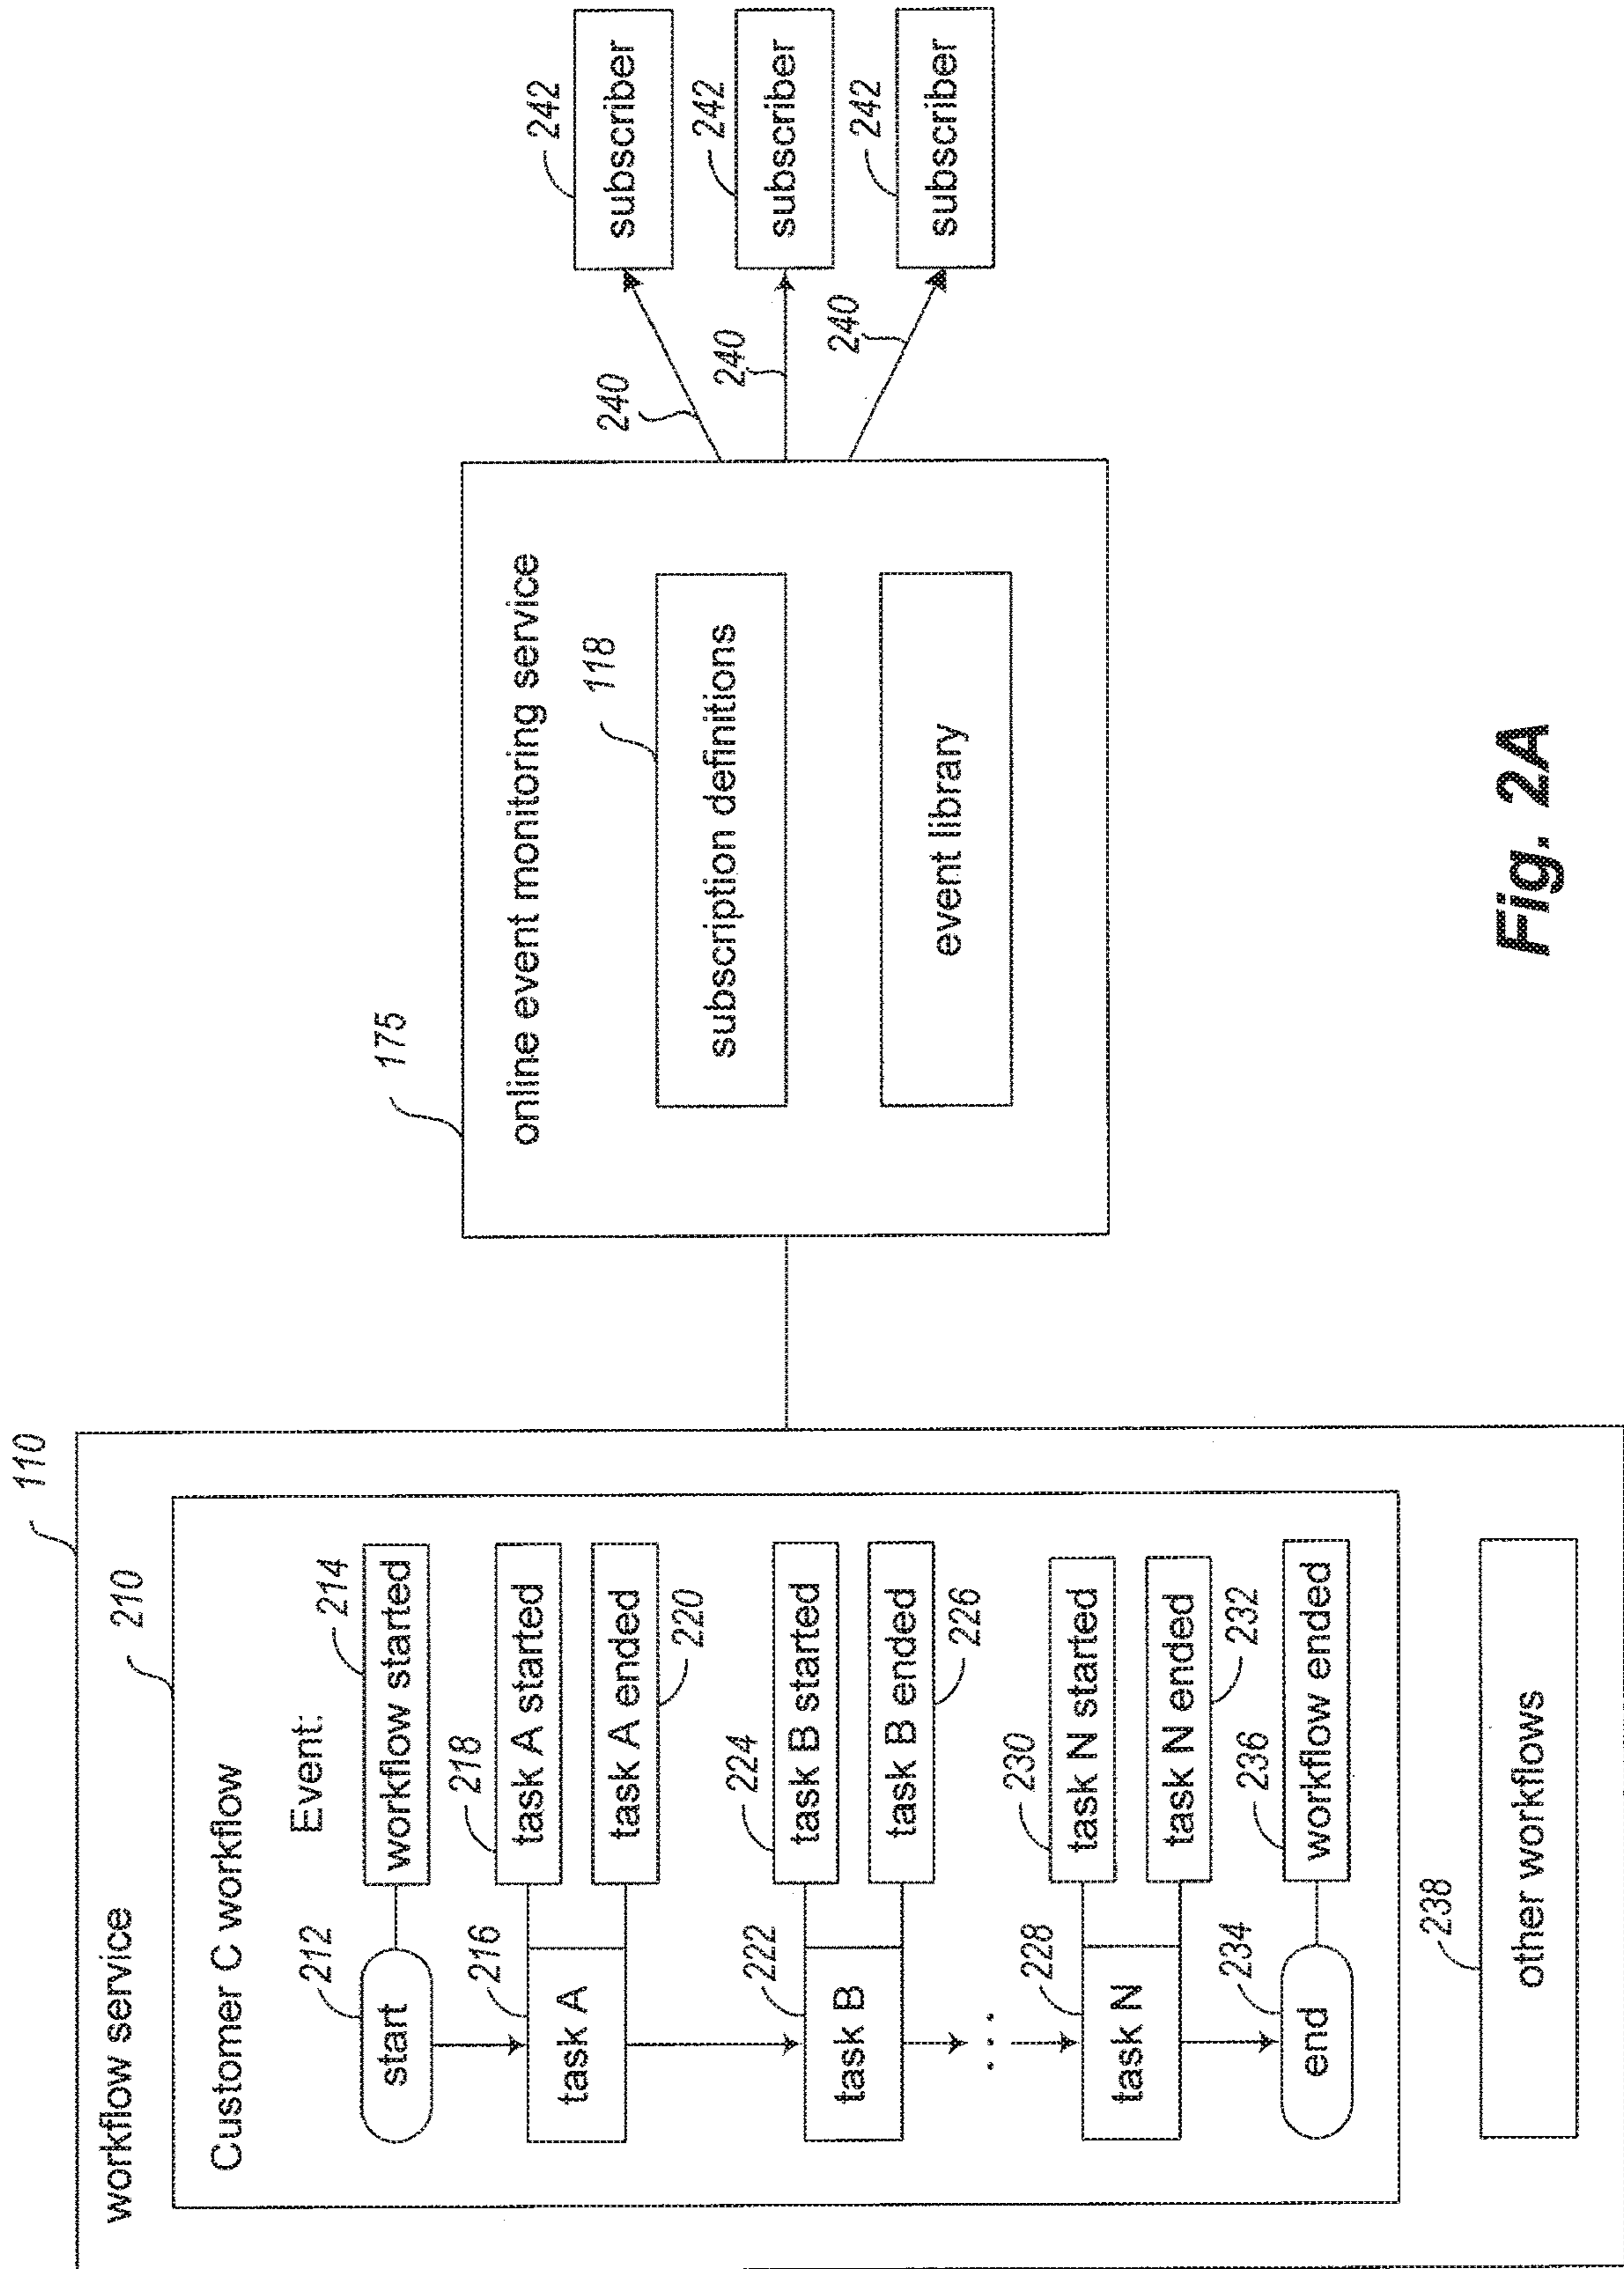 110
workflow service
210
Customer C workflow
Event:
212
start
214
workflow started
216
task A
218
task A started
task A ended
220
222
task B
224
task B started
task B ended
226
. . .
228
task N
230
task N started
task N ended
232
234
end
236
workflow ended
238
other workflows
175
online event monitoring service
118
subscription definitions
event library
240
240
240
242
subscriber
242
subscriber
242
subscriber
Fig. 2A